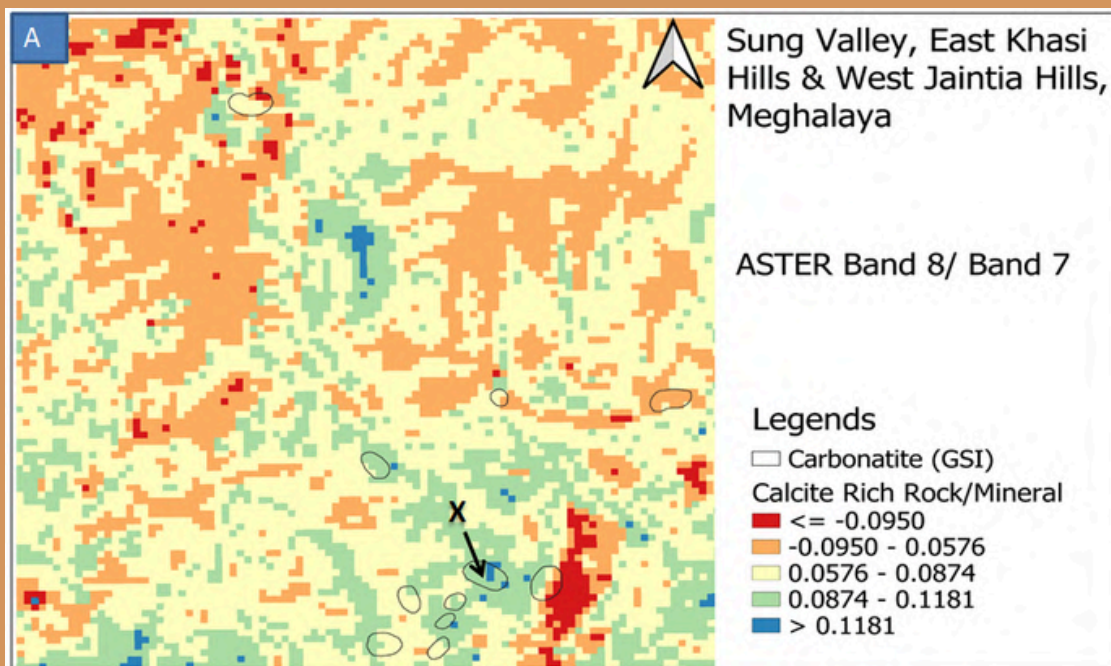 A
Sung Valley, East Khasi
Hills & West Jaintia Hills,
Meghalaya
ASTER Band 8/ Band 7
X
Legends
Carbonatite (GSI)
Calcite Rich Rock/Mineral
<= -0.0950
-0.0950 - 0.0576
0.0576 - 0.0874
0.0874 - 0.1181
> 0.1181